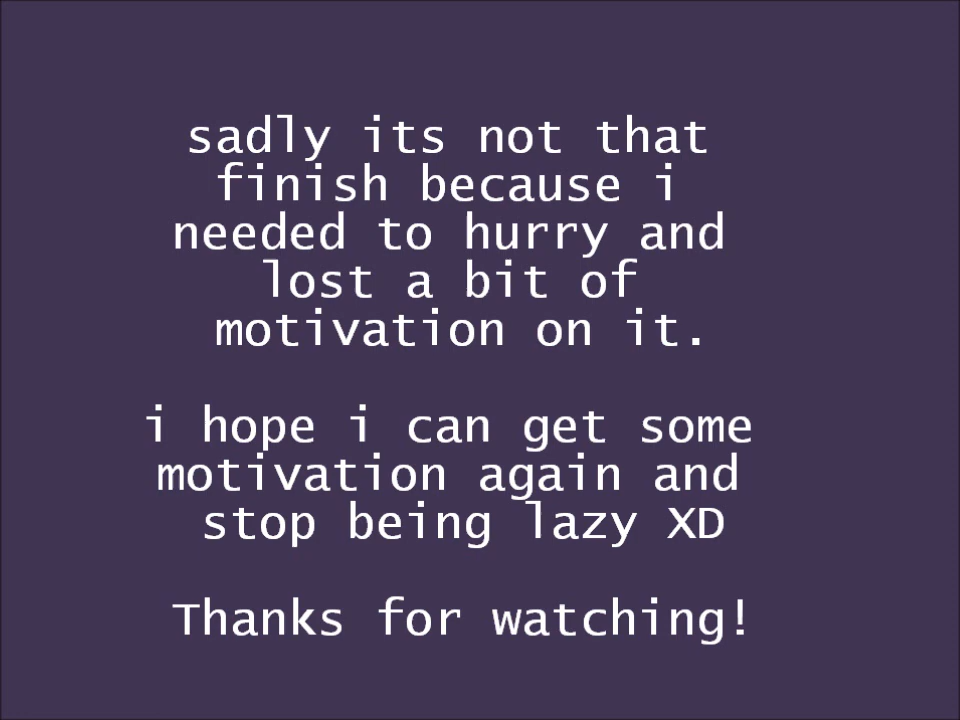 sadly its not that
finish because i
needed to hurry and
lost a bit of
motivation on it.
i hope i can get some
motivation again and
stop being lazy XD
Thanks for watching!